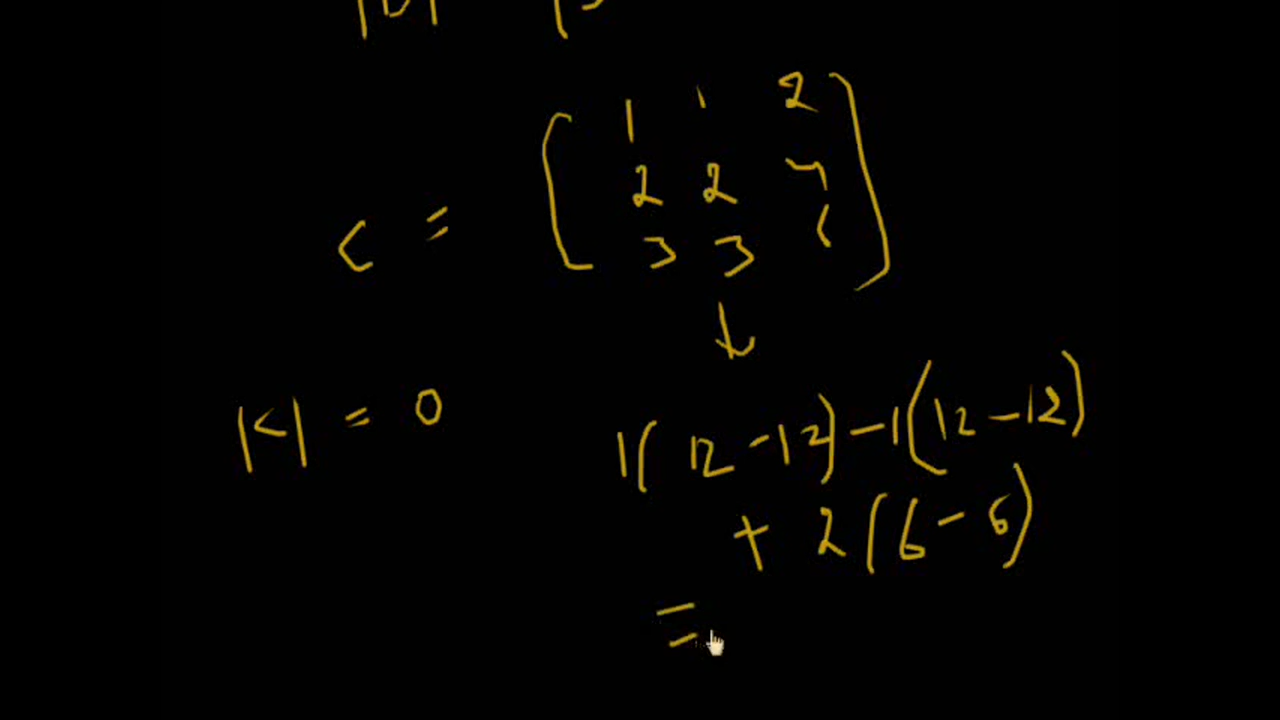 1 1 2
2 2 4
C = 3 3 6
|C| = 0
1(12-12)-1(12-12)
+ 2(6-6)
=